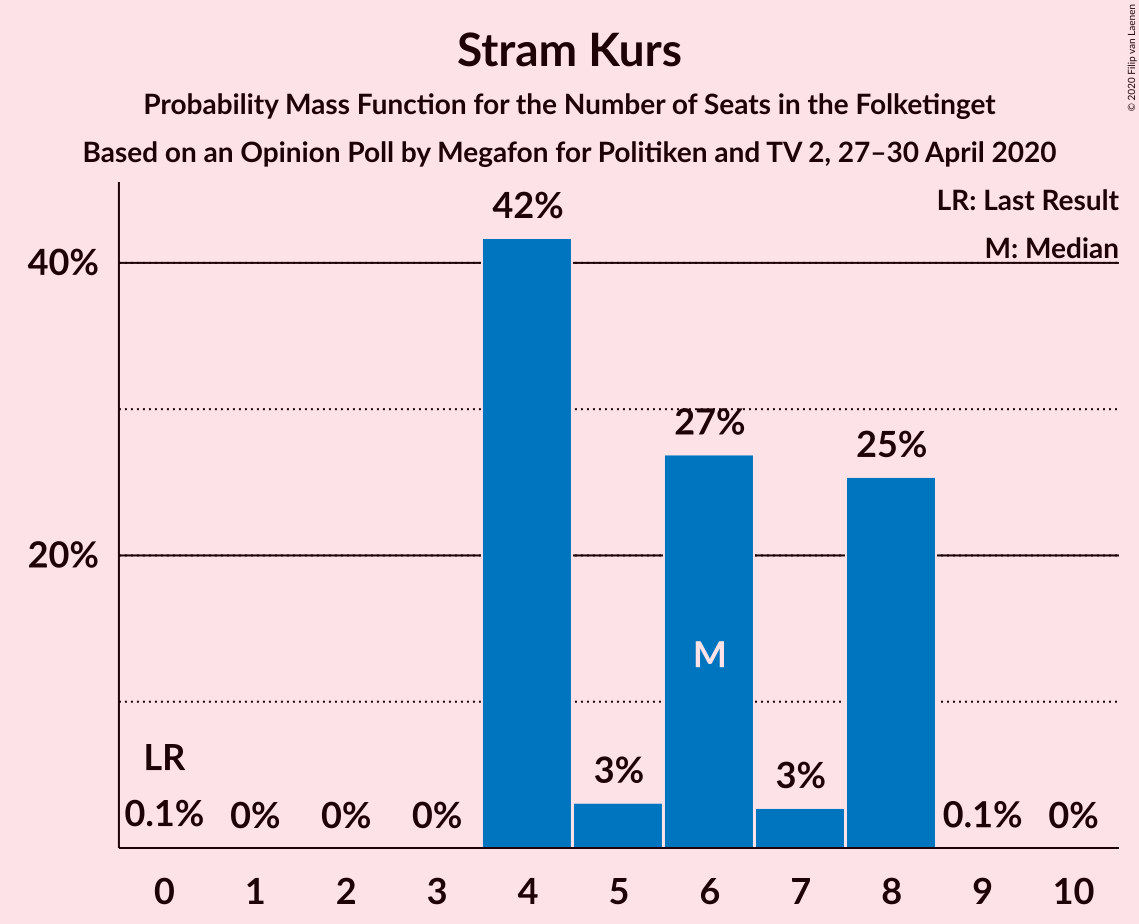 Stram Kurs
Probability Mass Function for the Number of Seats in the Folketinget
Based on an Opinion Poll by Megafon for Politiken and TV 2, 27–30 April 2020
© 2020 Filip van Laenen
LR: Last Result
M: Median
40%
20%
42%
27%
25%
M
LR
3%
3%
0.1%
0%
0%
0%
0.1%
0%
0 1 2 3 4 5 6 7 8 9 10